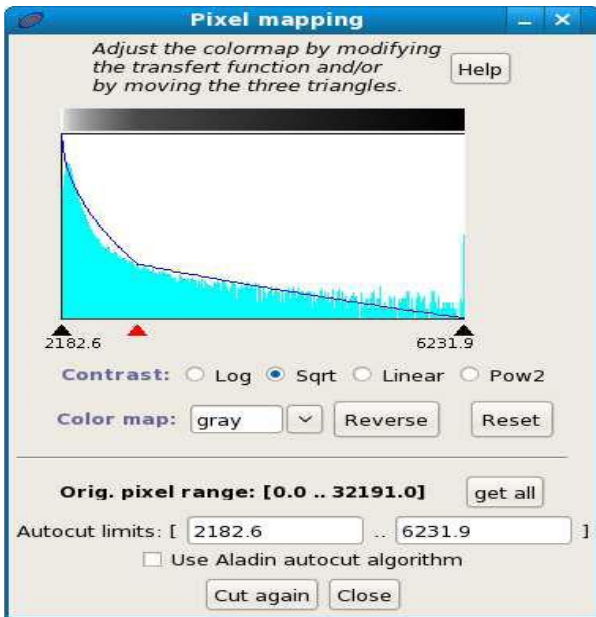 Pixel mapping
Adjust the colormap by modifying
the transfert function and/or
by moving the three triangles.
Help
2182.6 6231.9
Contrast: Log Sqrt Linear Pow2
Color map: gray Reverse Reset
Orig. pixel range: [0.0 .. 32191.0] get all
Autocut limits: [ 2182.6 .. 6231.9 ]
Use Aladin autocut algorithm
Cut again Close